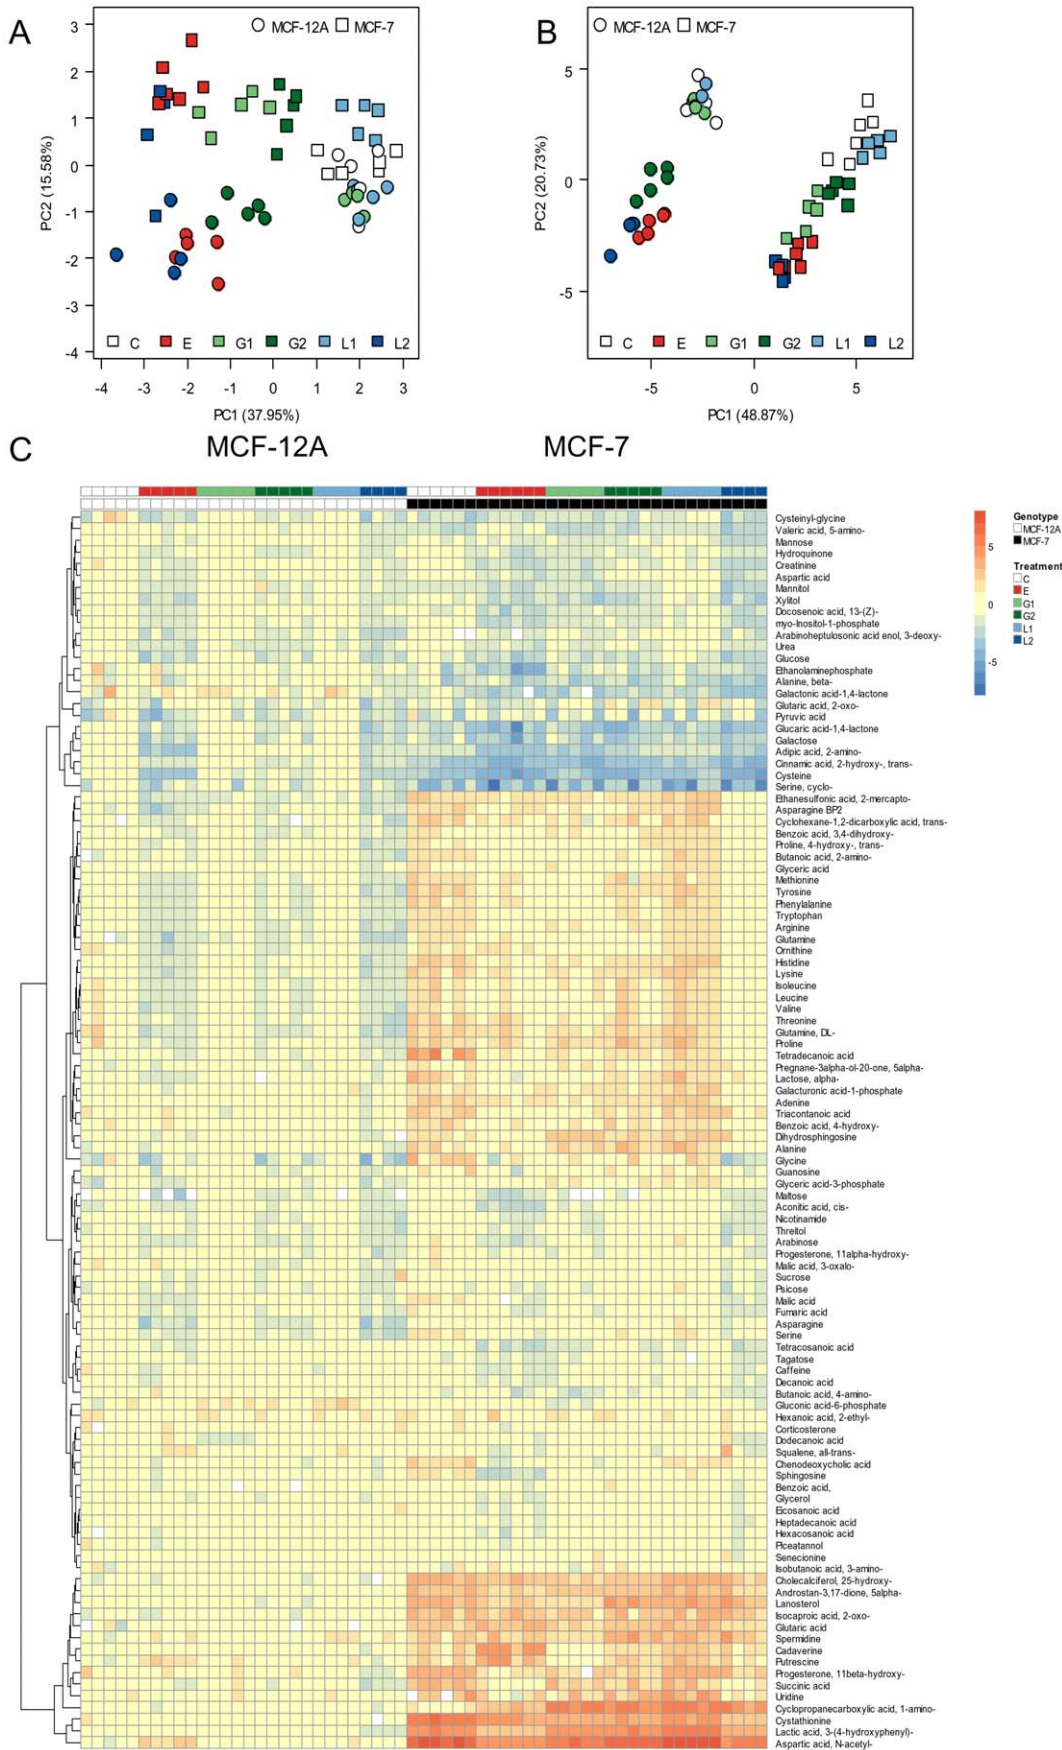 A
MCF-12A MCF-7
3
2
1
0
-1
-2
-3
-4
PC2 (15.58%)
C E G1 G2 L1 L2
-4 -3 -2 -1 0 1 2 3
PC1 (37.95%)
B
MCF-12A MCF-7
5
0
-5
PC2 (20.73%)
C E G1 G2 L1 L2
-5 0 5
PC1 (48.87%)
C
MCF-12A MCF-7
Cysteinyl-glycine
Valeric acid, 5-amino-
Mannose
Hydroquinone
Creatinine
Aspartic acid
Mannitol
Xylitol
Docosenoic acid, 13-(Z)-
myo-Inositol-1-phosphate
Arabinoheptulosonic acid enol, 3-deoxy-
Urea
Glucose
Ethanolaminephosphate
Alanine, beta-
Galactonic acid-1,4-lactone
Glutaric acid, 2-oxo-
Pyruvic acid
Glucaric acid-1,4-lactone
Galactose
Adipic acid, 2-amino-
Cinnamic acid, 2-hydroxy-, trans-
Cysteine
Serine, cyclo-
Ethanesulfonic acid, 2-mercapto-
Asparagine BP2
Cyclohexane-1,2-dicarboxylic acid, trans-
Benzoic acid, 3,4-dihydroxy-
Proline, 4-hydroxy-, trans-
Butanoic acid, 2-amino-
Glyceric acid
Methionine
Tyrosine
Phenylalanine
Tryptophan
Arginine
Glutamine
Ornithine
Histidine
Lysine
Isoleucine
Leucine
Valine
Threonine
Glutamine, DL-
Proline
Tetradecanoic acid
Pregnane-3alpha-ol-20-one, 5alpha-
Lactose, alpha-
Galacturonic acid-1-phosphate
Adenine
Triacontanoic acid
Benzoic acid, 4-hydroxy-
Dihydrosphingosine
Alanine
Glycine
Guanosine
Glyceric acid-3-phosphate
Maltose
Aconitic acid, cis-
Nicotinamide
Threitol
Arabinose
Progesterone, 11alpha-hydroxy-
Malic acid, 3-oxalo-
Sucrose
Psicose
Malic acid
Fumaric acid
Asparagine
Serine
Tetracosanoic acid
Tagatose
Caffeine
Decanoic acid
Butanoic acid, 4-amino-
Gluconic acid-6-phosphate
Hexanoic acid, 2-ethyl-
Corticosterone
Dodecanoic acid
Squalene, all-trans-
Chenodeoxycholic acid
Sphingosine
Benzoic acid,
Glycerol
Eicosanoic acid
Heptadecanoic acid
Hexacosanoic acid
Piceatannol
Senecionine
Isobutanoic acid, 3-amino-
Cholecalciferol, 25-hydroxy-
Androstan-3,17-dione, 5alpha-
Lanosterol
Isocaproic acid, 2-oxo-
Glutaric acid
Spermidine
Cadaverine
Putrescine
Progesterone, 11beta-hydroxy-
Succinic acid
Uridine
Cyclopropanecarboxylic acid, 1-amino-
Cystathionine
Lactic acid, 3-(4-hydroxyphenyl)-
Aspartic acid, N-acetyl-
5
0
-5
Genotype
MCF-12A
MCF-7
Treatment
C
E
G1
G2
L1
L2